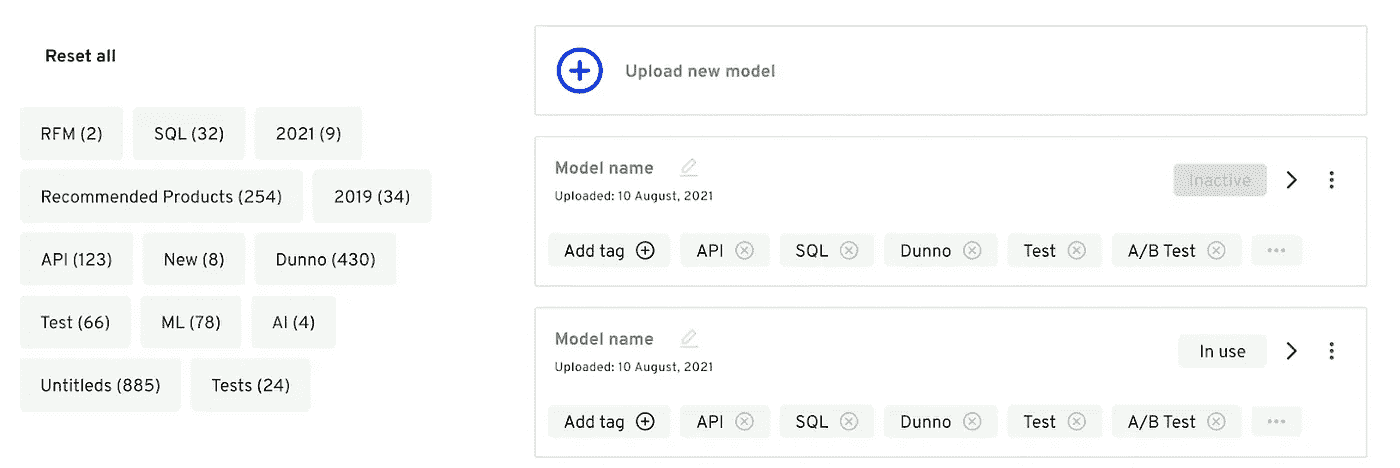 Reset all
RFM (2) SQL (32) 2021 (9)
Recommended Products (254) 2019 (34)
API (123) New (8) Dunno (430)
Test (66) ML (78) AI (4)
Untitleds (885) Tests (24)
Upload new model
Model name
Inactive
Uploaded: 10 August, 2021
Add tag API SQL Dunno Test A/B Test
Model name
In use
Uploaded: 10 August, 2021
Add tag API SQL Dunno Test A/B Test